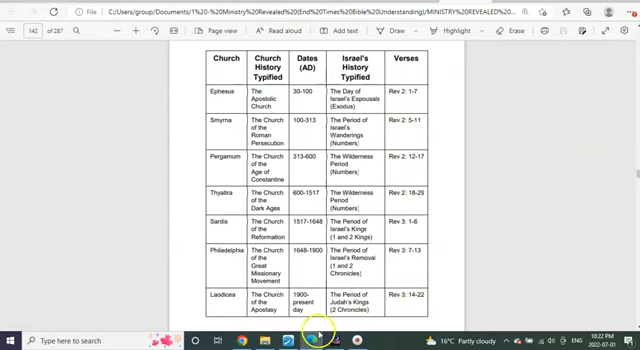 C:/Users/group/Documents/1%20-%20Ministry%20Revealed%20(End%20Times%20Bible%20Understanding)/MINISTRY%20REVEALED%20
142 of 287
Page view
Read aloud
Add text
Draw
Highlight
Erase
Church Church History Typified Dates (AD) Israel's History Typified Verses
Ephesus The Apostolic Church 30-100 The Day of Israel's Espousals (Exodus) Rev 2: 1-7
Smyrna The Church of the Roman Persecution 100-313 The Period of Israel's Wanderings (Numbers) Rev 2: 5-11
Pergamum The Church of the Age of Constantine 313-600 The Wilderness Period (Numbers) Rev 2: 12-17
Thyatira The Church of the Dark Ages 600-1517 The Wilderness Period (Numbers) Rev 2: 18-29
Sardis The Church of the Reformation 1517-1648 The Period of Israel's Kings (1 and 2 Kings) Rev 3: 1-6
Philadelphia The Church of the Great Missionary Movement 1648-1900 The Period of Israel's Removal (1 and 2 Chronicles) Rev 3: 7-13
Laodicea The Church of the Apostasy 1900-present day The Period of Judah's Kings (2 Chronicles) Rev 3: 14-22
Type here to search
16°C Partly cloudy
ENG
10:22 PM
2022-07-01